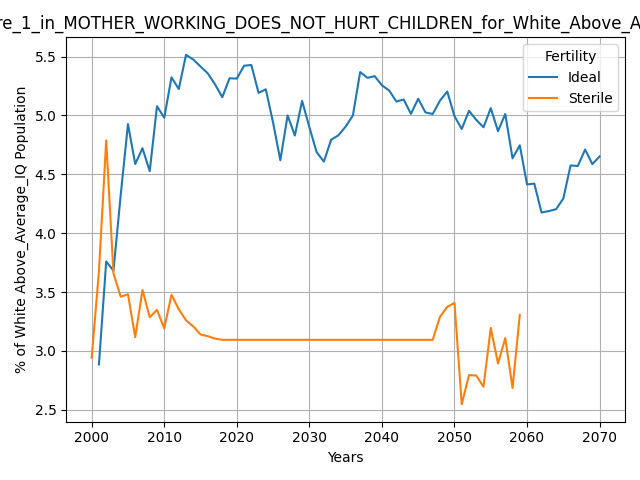 re_1_in_MOTHER_WORKING_DOES_NOT_HURT_CHILDREN_for_White_Above_A
Fertility
Ideal
Sterile
% of White Above_Average_IQ Population
5.5
5.0
4.5
4.0
3.5
3.0
2.5
2000 2010 2020 2030 2040 2050 2060 2070
Years